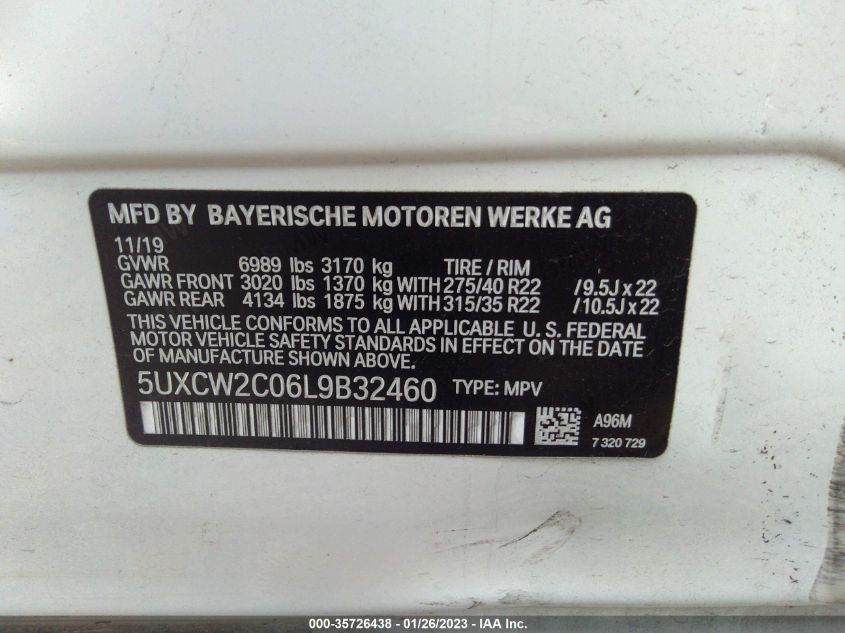 MFD BY BAYERISCHE MOTOREN WERKE AG
11/19
GVWR 6989 lbs 3170 kg TIRE / RIM
GAWR FRONT 3020 lbs 1370 kg WITH 275/40 R22 /9.5J x 22
GAWR REAR 4134 lbs 1875 kg WITH 315/35 R22 /10.5J x 22
THIS VEHICLE CONFORMS TO ALL APPLICABLE U. S. FEDERAL
MOTOR VEHICLE SAFETY STANDARDS IN EFFECT ON THE DATE
OF MANUFACTURE SHOWN ABOVE.
5UXCW2C06L9B32460 TYPE: MPV
A96M
7 320 729
000-35726438 - 01/26/2023 - IAA Inc.